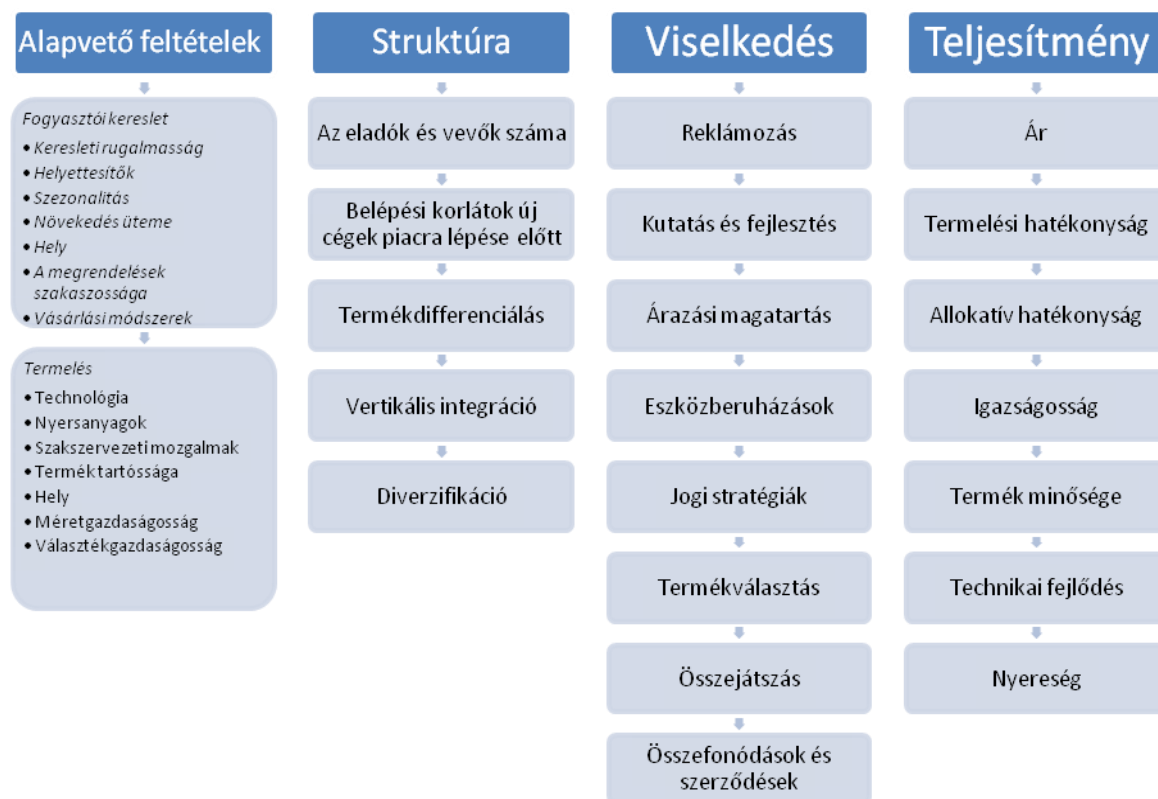 Alapvető feltételek
Fogyasztói kereslet
• Keresleti rugalmasság
• Helyettesítők
• Szezonalitás
• Növekedés üteme
• Hely
• A megrendelések
szakaszossága
• Vásárlási módszerek
Termelés
• Technológia
• Nyersanyagok
• Szakszervezeti mozgalmak
• Termék tartóssága
• Hely
• Méretgazdaságosság
• Választékgazdaságosság
Struktúra
Az eladók és vevők száma
Belépési korlátok új
cégek piacra lépése előtt
Termékdifferenciálás
Vertikális integráció
Diverzifikáció
Viselkedés
Reklámozás
Kutatás és fejlesztés
Árazási magatartás
Eszközberuházások
Jogi stratégiák
Termékválasztás
Összejátszás
Összefonódások és
szerződések
Teljesítmény
Ár
Termelési hatékonyság
Allokatív hatékonyság
Igazságosság
Termék minősége
Technikai fejlődés
Nyereség